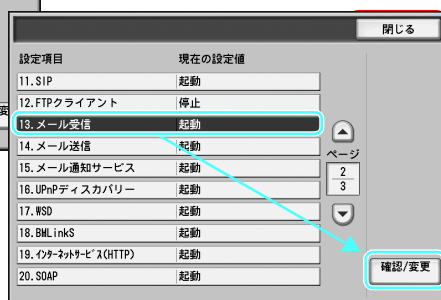 閉じる
設定項目 現在の設定値
11.SIP 起動
12.FTPクライアント 停止
13.メール受信 起動
14.メール送信 起動
15.メール通知サービス 起動
16.UPnPディスカバリー 起動
17.WSD 起動
18.BMLinkS 起動
19.インターネットサービス(HTTP) 起動
20.SOAP 起動
ページ
2
3
確認/変更
変